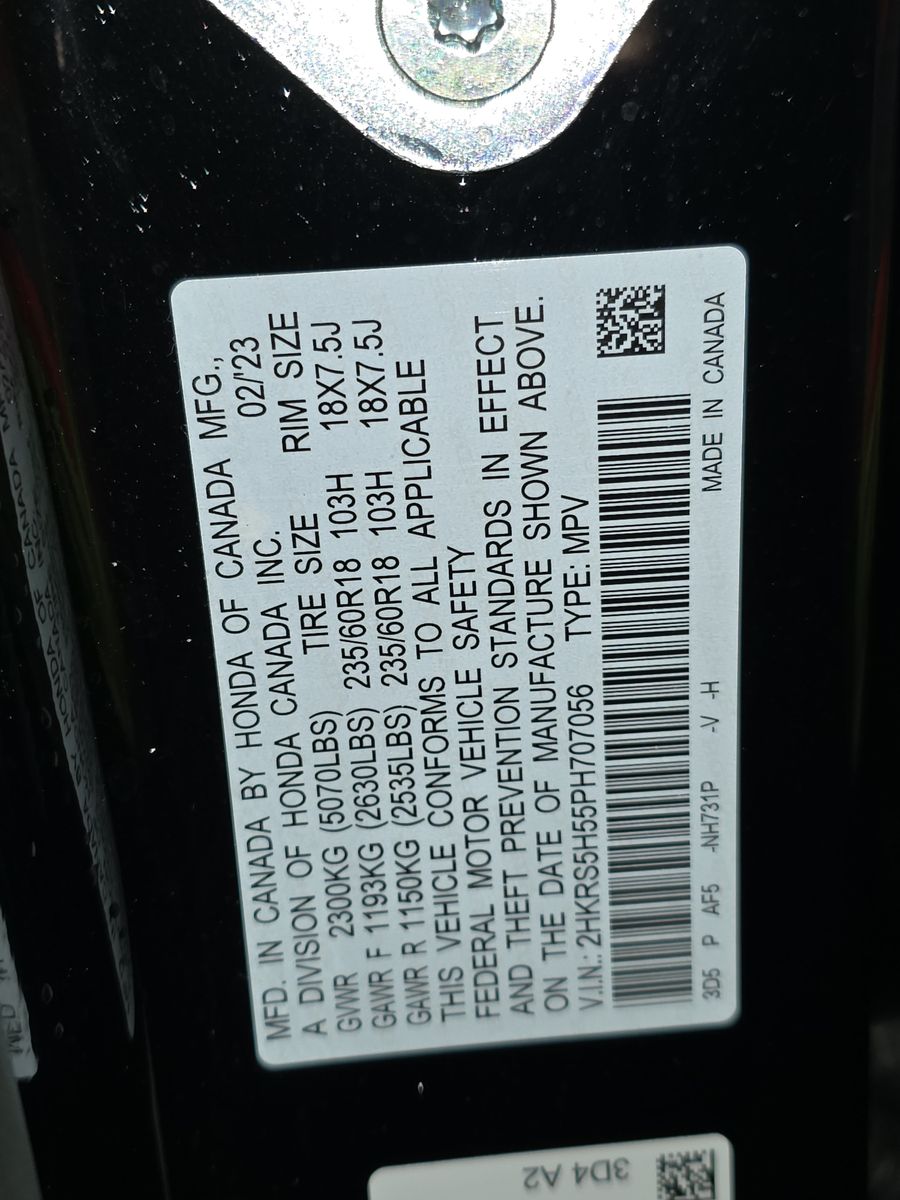 MFD. IN CANADA BY HONDA OF CANADA MFG.,
A DIVISION OF HONDA CANADA INC. 02/'23
GVWR 2300KG (5070LBS) TIRE SIZE RIM SIZE
GAWR F 1193KG (2630LBS) 235/60R18 103H 18X7.5J
GAWR R 1150KG (2535LBS) 235/60R18 103H 18X7.5J
THIS VEHICLE CONFORMS TO ALL APPLICABLE
FEDERAL MOTOR VEHICLE SAFETY
AND THEFT PREVENTION STANDARDS IN EFFECT
ON THE DATE OF MANUFACTURE SHOWN ABOVE.
V.I.N.: 2HKRS5H55PH707056 TYPE: MPV
3D5 P AF5 -NH731P -V -H MADE IN CANADA
3D4 A2